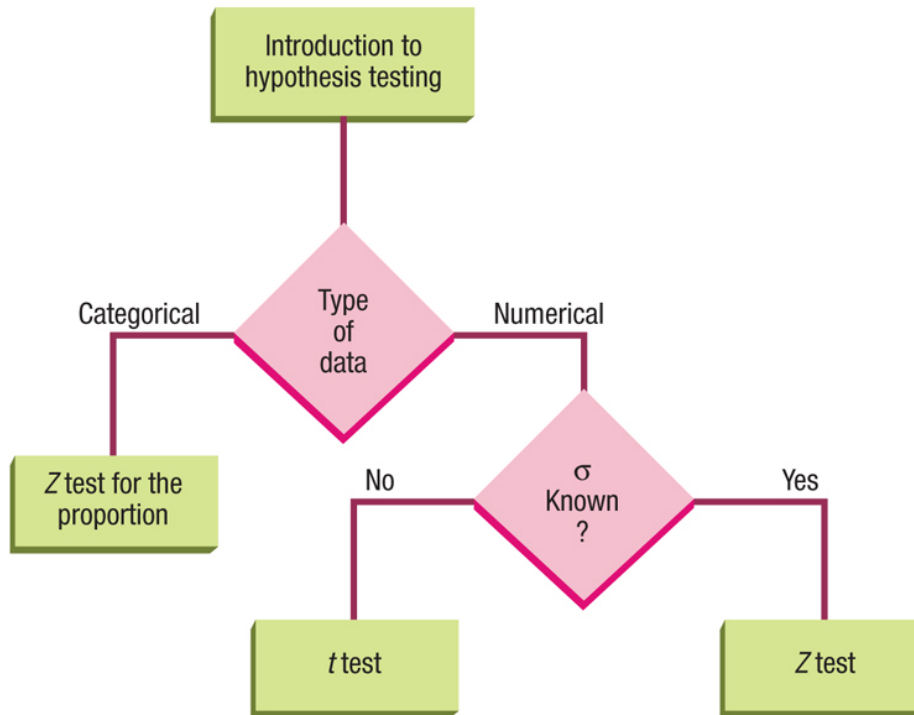 Introduction to
hypothesis testing
Type
of
data
Categorical
Numerical
Z test for the
proportion
σ
Known
?
No
Yes
t test
Z test